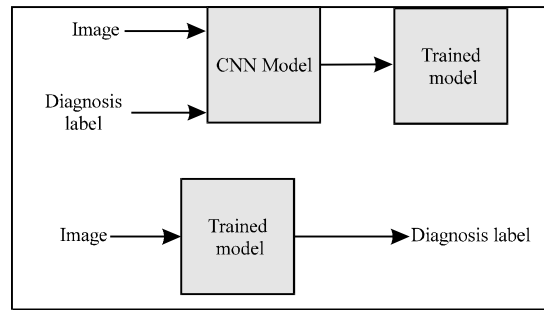 Image
CNN Model
Trained
model
Diagnosis
label
Image
Trained
model
Diagnosis label